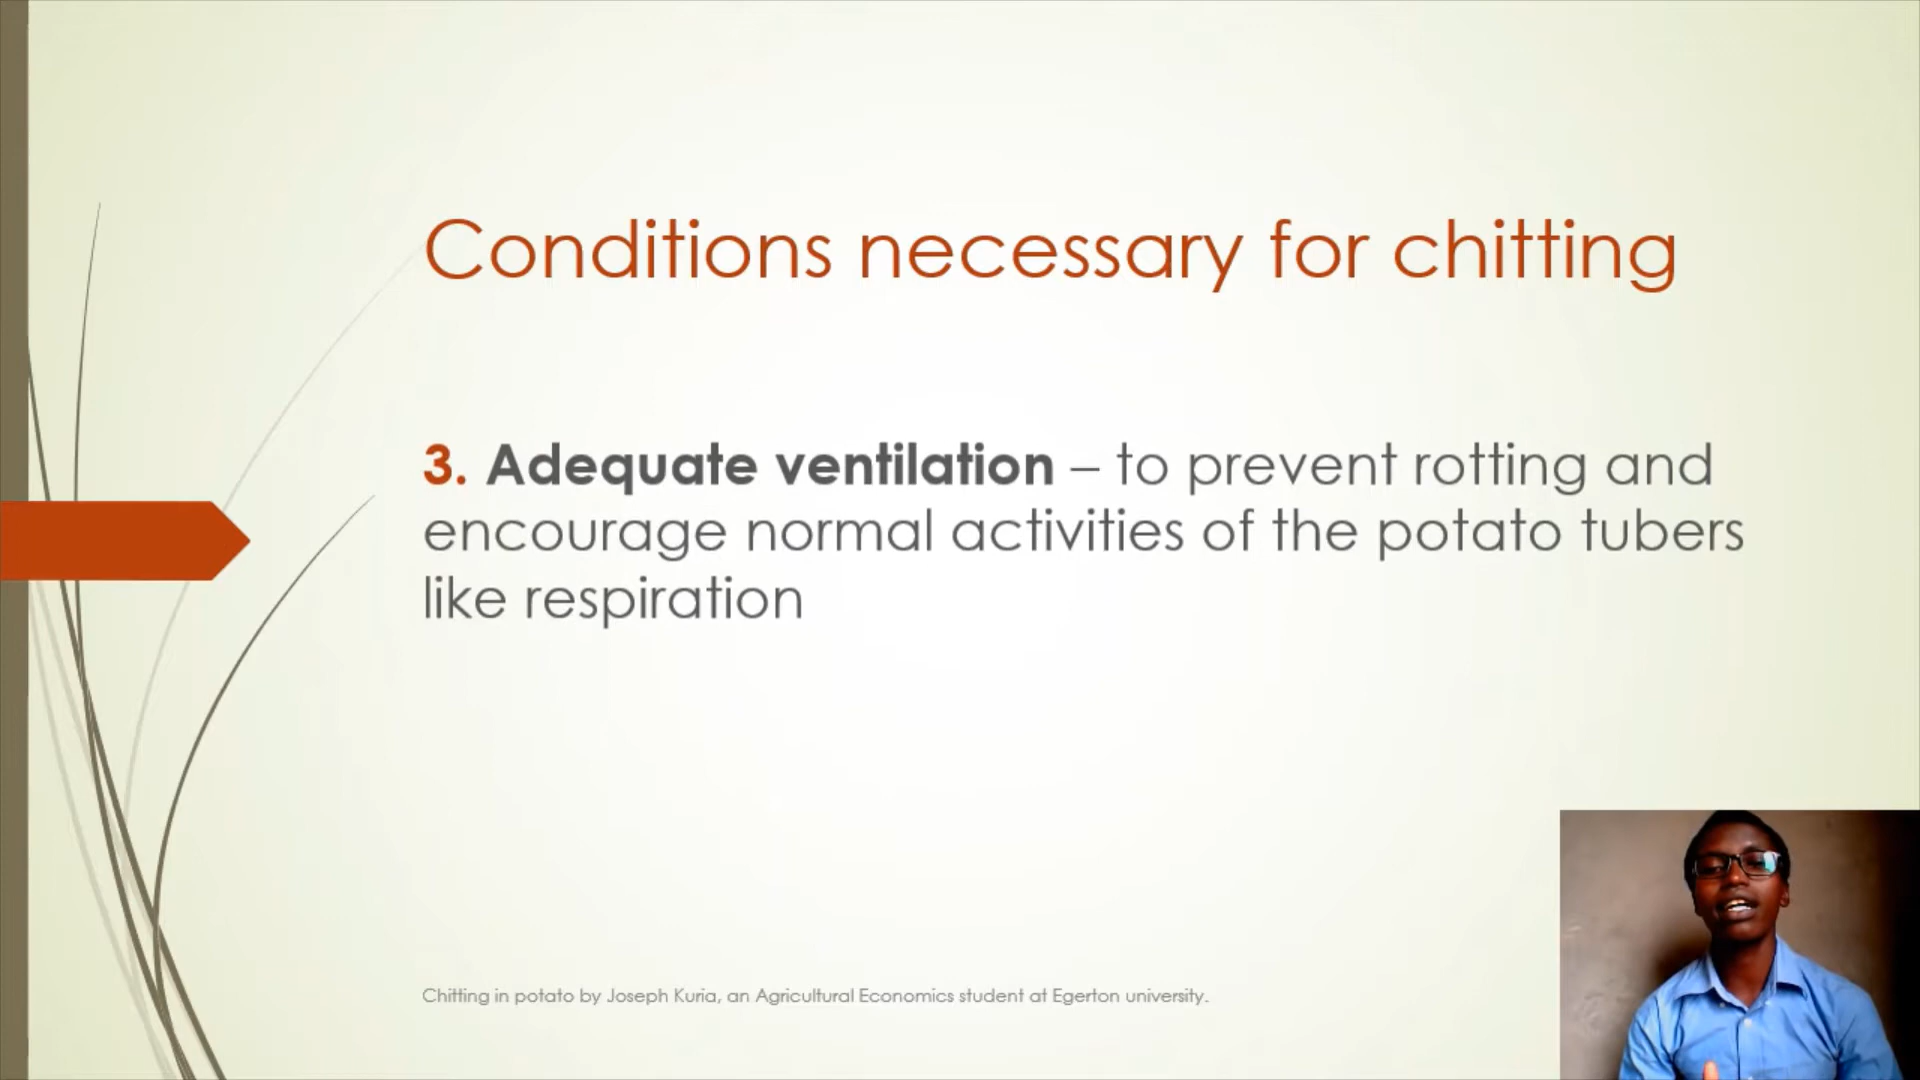 Conditions necessary for chitting
3. Adequate ventilation – to prevent rotting and
encourage normal activities of the potato tubers
like respiration
Chitting in potato by Joseph Kuria, an Agricultural Economics student at Egerton university.